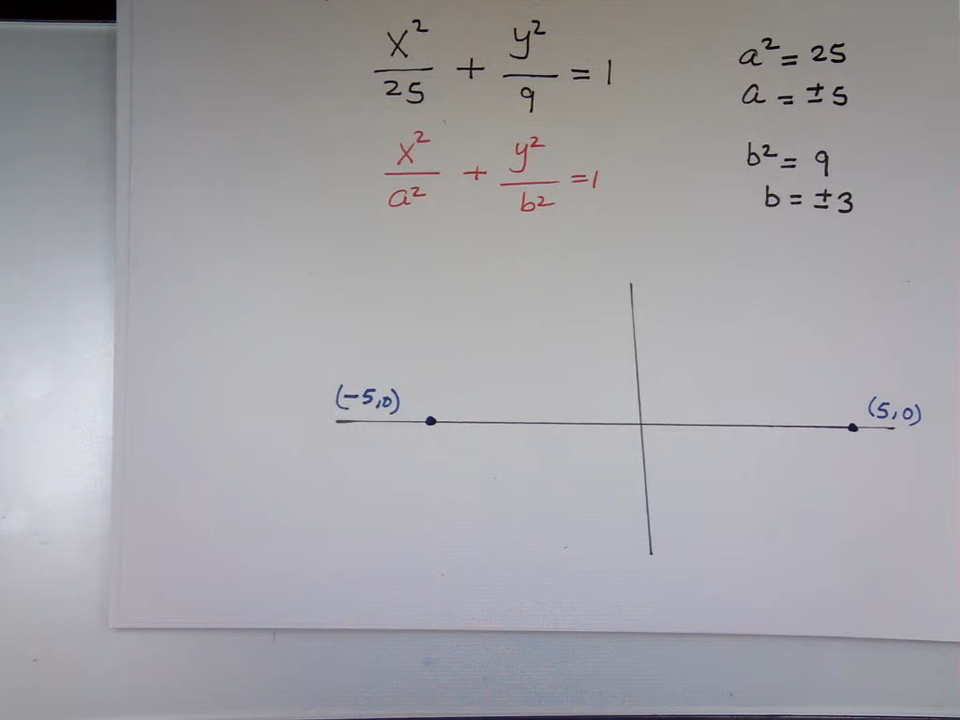 x²/25 + y²/9 = 1
x²/a² + y²/b² = 1
a² = 25
a = ±5
b² = 9
b = ±3
(-5,0)
(5,0)